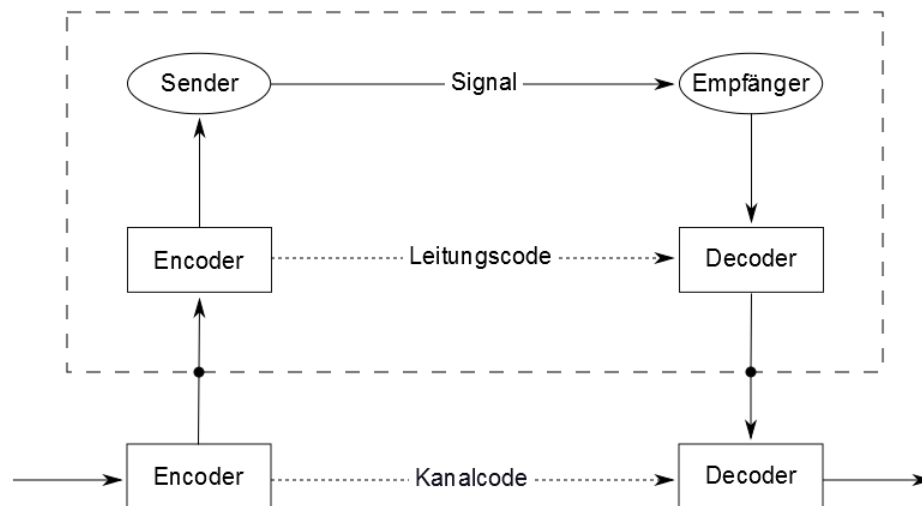 Sender
Signal
Empfänger
Encoder
Leitungscode
Decoder
Encoder
Kanalcode
Decoder